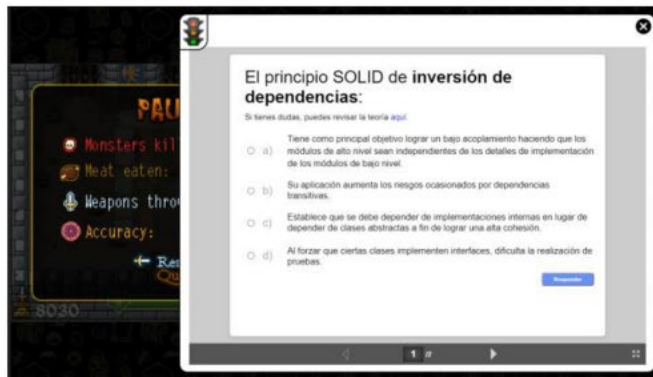 PAU
Monsters kil
Meat eaten:
Weapons thro
Accuracy:
Res
Qu
8030
El principio SOLID de inversión de
dependencias:
Si tienes dudas, puedes revisar la teoría aquí.
a) Tiene como principal objetivo lograr un bajo acoplamiento haciendo que los
módulos de alto nivel sean independientes de los detalles de implementación
de los módulos de bajo nivel.
b) Su aplicación aumenta los riesgos ocasionados por dependencias
transitivas.
c) Establece que se debe depender de implementaciones internas en lugar de
depender de clases abstractas a fin de lograr una alta cohesión.
d) Al forzar que ciertas clases implementen interfaces, dificulta la realización de
pruebas.
Responder
1